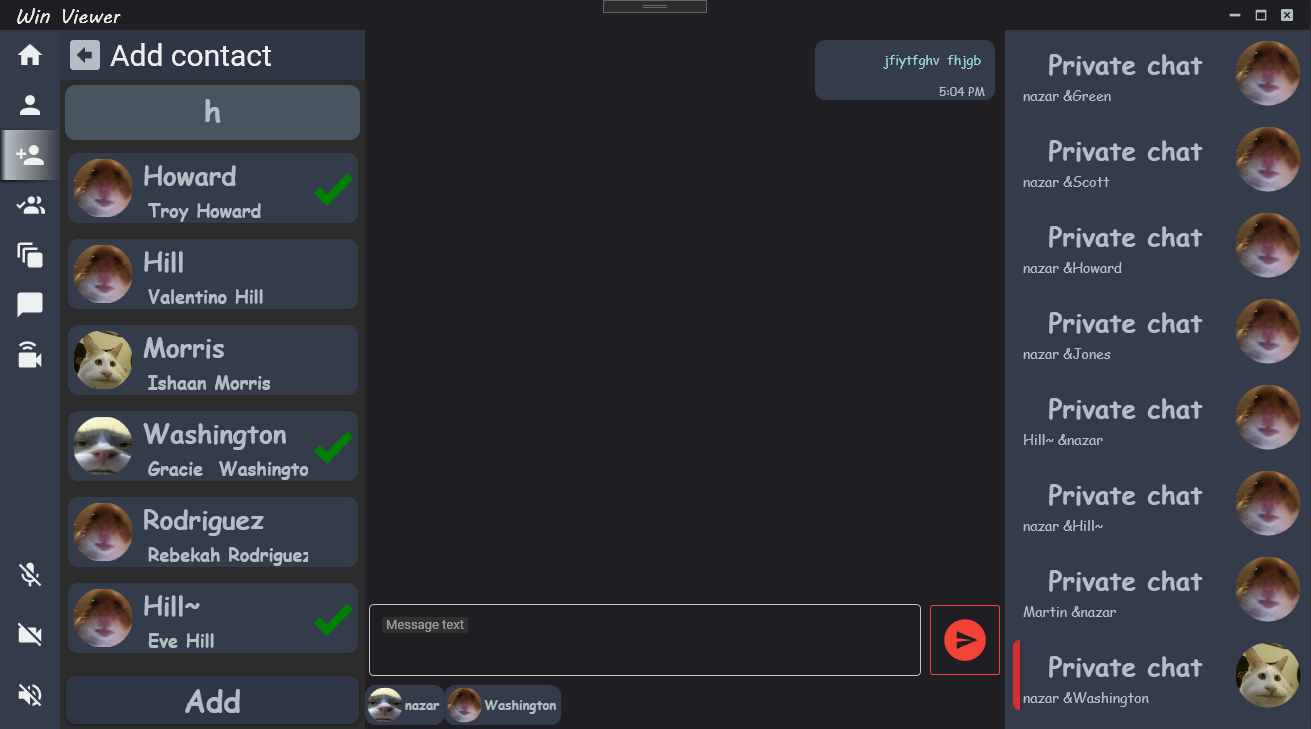 Win Viewer
Add contact
h
Howard
Troy Howard
Hill
Valentino Hill
Morris
Ishaan Morris
Washington
Gracie Washingto
Rodriguez
Rebekah Rodriguez
Hill~
Eve Hill
Add
jfiytfghv fhjgb
5:04 PM
Message text
nazar
Washington
Private chat
nazar &Green
Private chat
nazar &Scott
Private chat
nazar &Howard
Private chat
nazar &Jones
Private chat
Hill~ &nazar
Private chat
nazar &Hill~
Private chat
Martin &nazar
Private chat
nazar &Washington